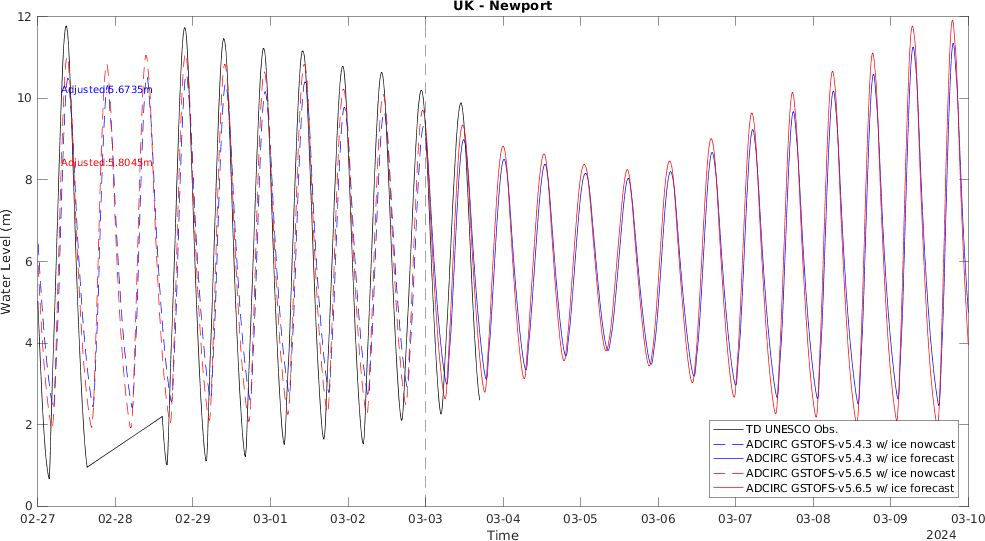 UK - Newport
12
10
8
6
4
2
0
Water Level (m)
Adjusted:5.6735m
Adjusted:5.8045m
TD UNESCO Obs.
ADCIRC GSTOFS-v5.4.3 w/ ice nowcast
ADCIRC GSTOFS-v5.4.3 w/ ice forecast
ADCIRC GSTOFS-v5.6.5 w/ ice nowcast
ADCIRC GSTOFS-v5.6.5 w/ ice forecast
02-27 02-28 02-29 03-01 03-02 03-03 03-04 03-05 03-06 03-07 03-08 03-09 03-10
Time
2024